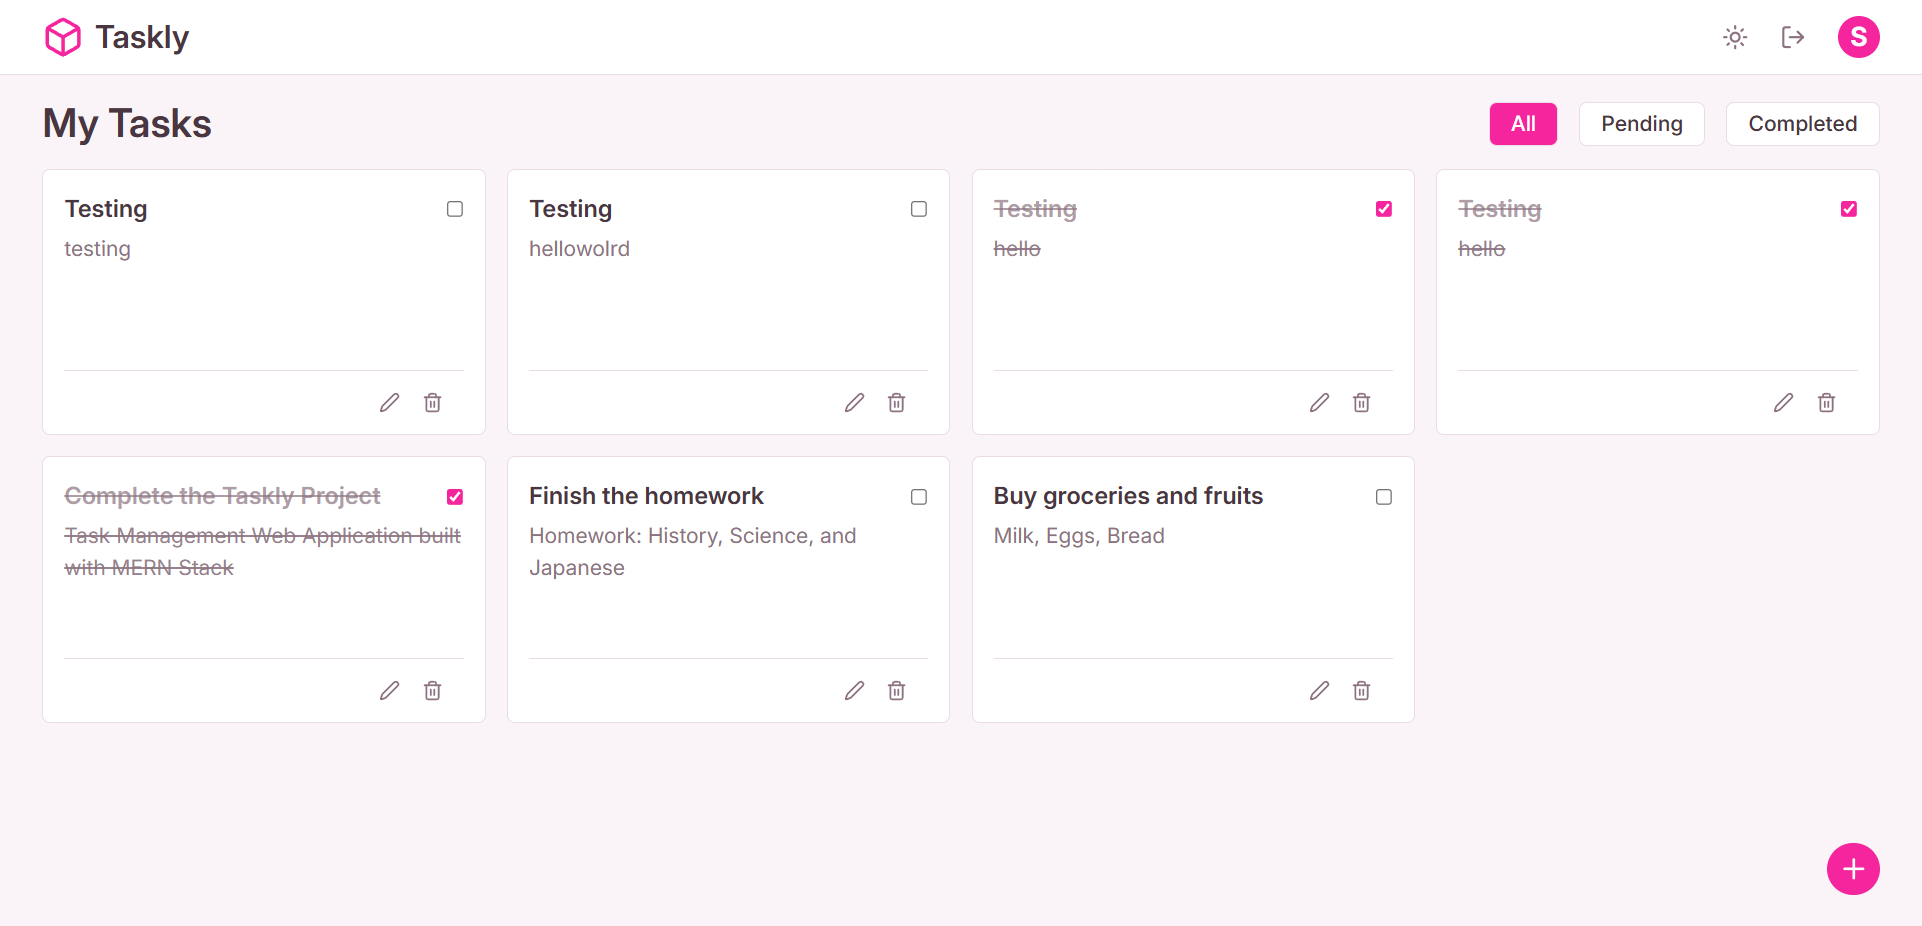 Taskly
S
My Tasks
All
Pending
Completed
Testing
testing
Testing
hellowolrd
Testing
hello
Testing
hello
Complete the Taskly Project
Task Management Web Application built
with MERN Stack
Finish the homework
Homework: History, Science, and
Japanese
Buy groceries and fruits
Milk, Eggs, Bread